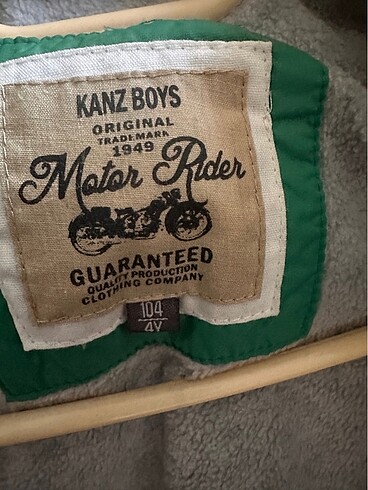 KANZ BOYS
ORIGINAL
TRADEMARK
1949
Motor Rider
GUARANTEED
QUALITY PRODUCTION
CLOTHING COMPANY
104
4Y